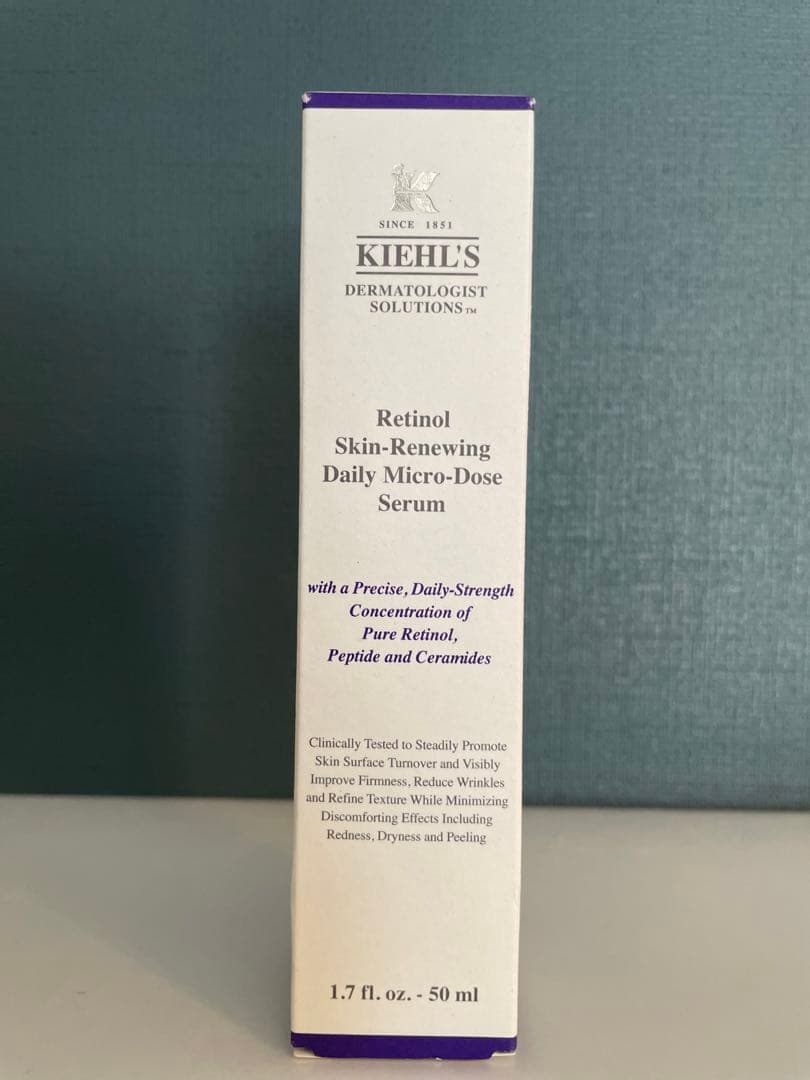 SINCE 1851
KIEHL'S
DERMATOLOGIST
SOLUTIONS™
Retinol
Skin-Renewing
Daily Micro-Dose
Serum
with a Precise, Daily-Strength
Concentration of
Pure Retinol,
Peptide and Ceramides
Clinically Tested to Steadily Promote
Skin Surface Turnover and Visibly
Improve Firmness, Reduce Wrinkles
and Refine Texture While Minimizing
Discomforting Effects Including
Redness, Dryness and Peeling
1.7 fl. oz. - 50 ml